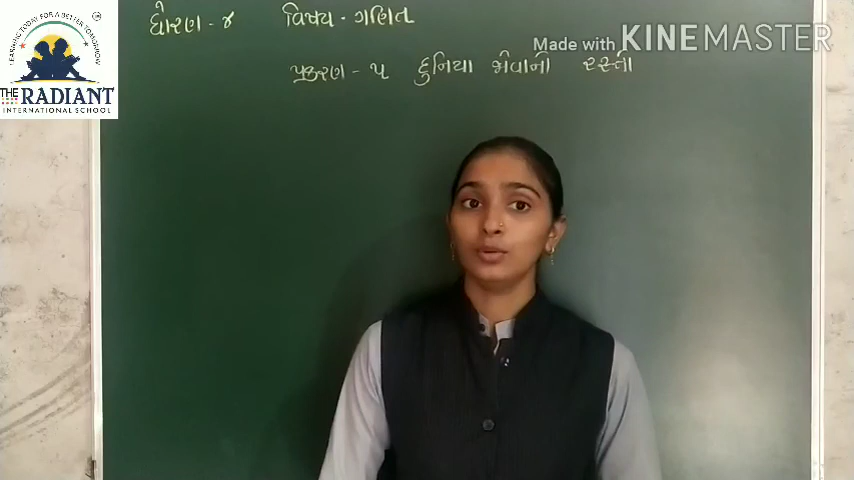 LEARNING TODAY FOR A BETTER TOMORROW
THE RADIANT
INTERNATIONAL SCHOOL
ધોરણ - ૪ વિષય - ગણિત
Made with KINEMASTER
પ્રકરણ - ૫ દુનિયા જોવાનો રસ્તો